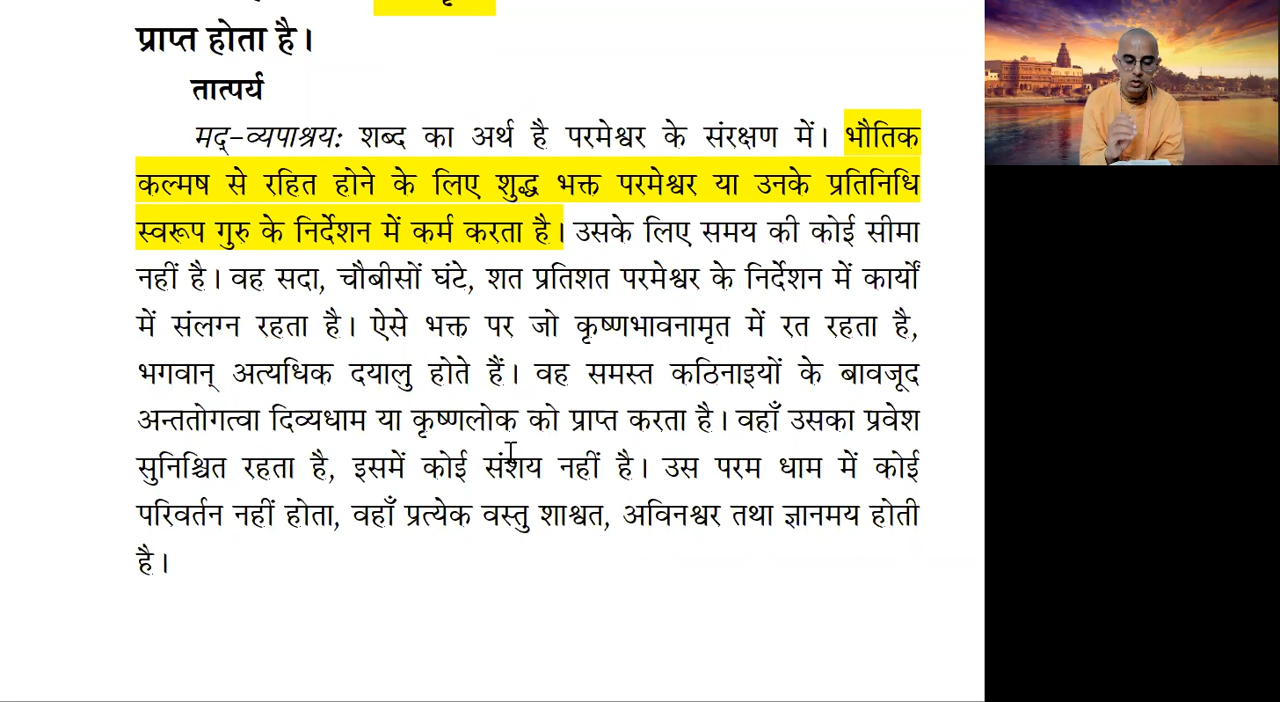 प्राप्त होता है।
तात्पर्य
मद्-व्यपाश्रयः शब्द का अर्थ है परमेश्वर के संरक्षण में। भौतिक
कल्मष से रहित होने के लिए शुद्ध भक्त परमेश्वर या उनके प्रतिनिधि
स्वरूप गुरु के निर्देशन में कर्म करता है। उसके लिए समय की कोई सीमा
नहीं है। वह सदा, चौबीसों घंटे, शत प्रतिशत परमेश्वर के निर्देशन में कार्यों
में संलग्न रहता है। ऐसे भक्त पर जो कृष्णभावनामृत में रत रहता है,
भगवान् अत्यधिक दयालु होते हैं। वह समस्त कठिनाइयों के बावजूद
अन्ततोगत्वा दिव्यधाम या कृष्णलोक को प्राप्त करता है। वहाँ उसका प्रवेश
सुनिश्चित रहता है, इसमें कोई संशय नहीं है। उस परम धाम में कोई
परिवर्तन नहीं होता, वहाँ प्रत्येक वस्तु शाश्वत, अविनश्वर तथा ज्ञानमय होती
है।